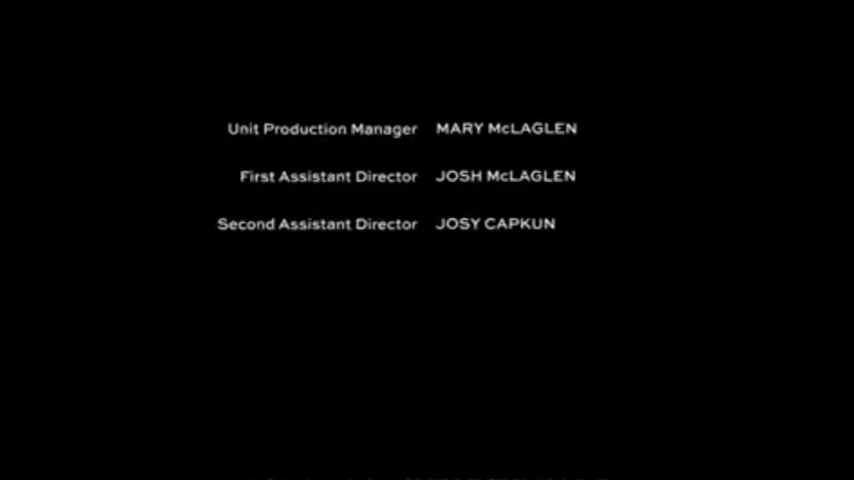 Unit Production Manager MARY McLAGLEN
First Assistant Director JOSH McLAGLEN
Second Assistant Director JOSY CAPKUN